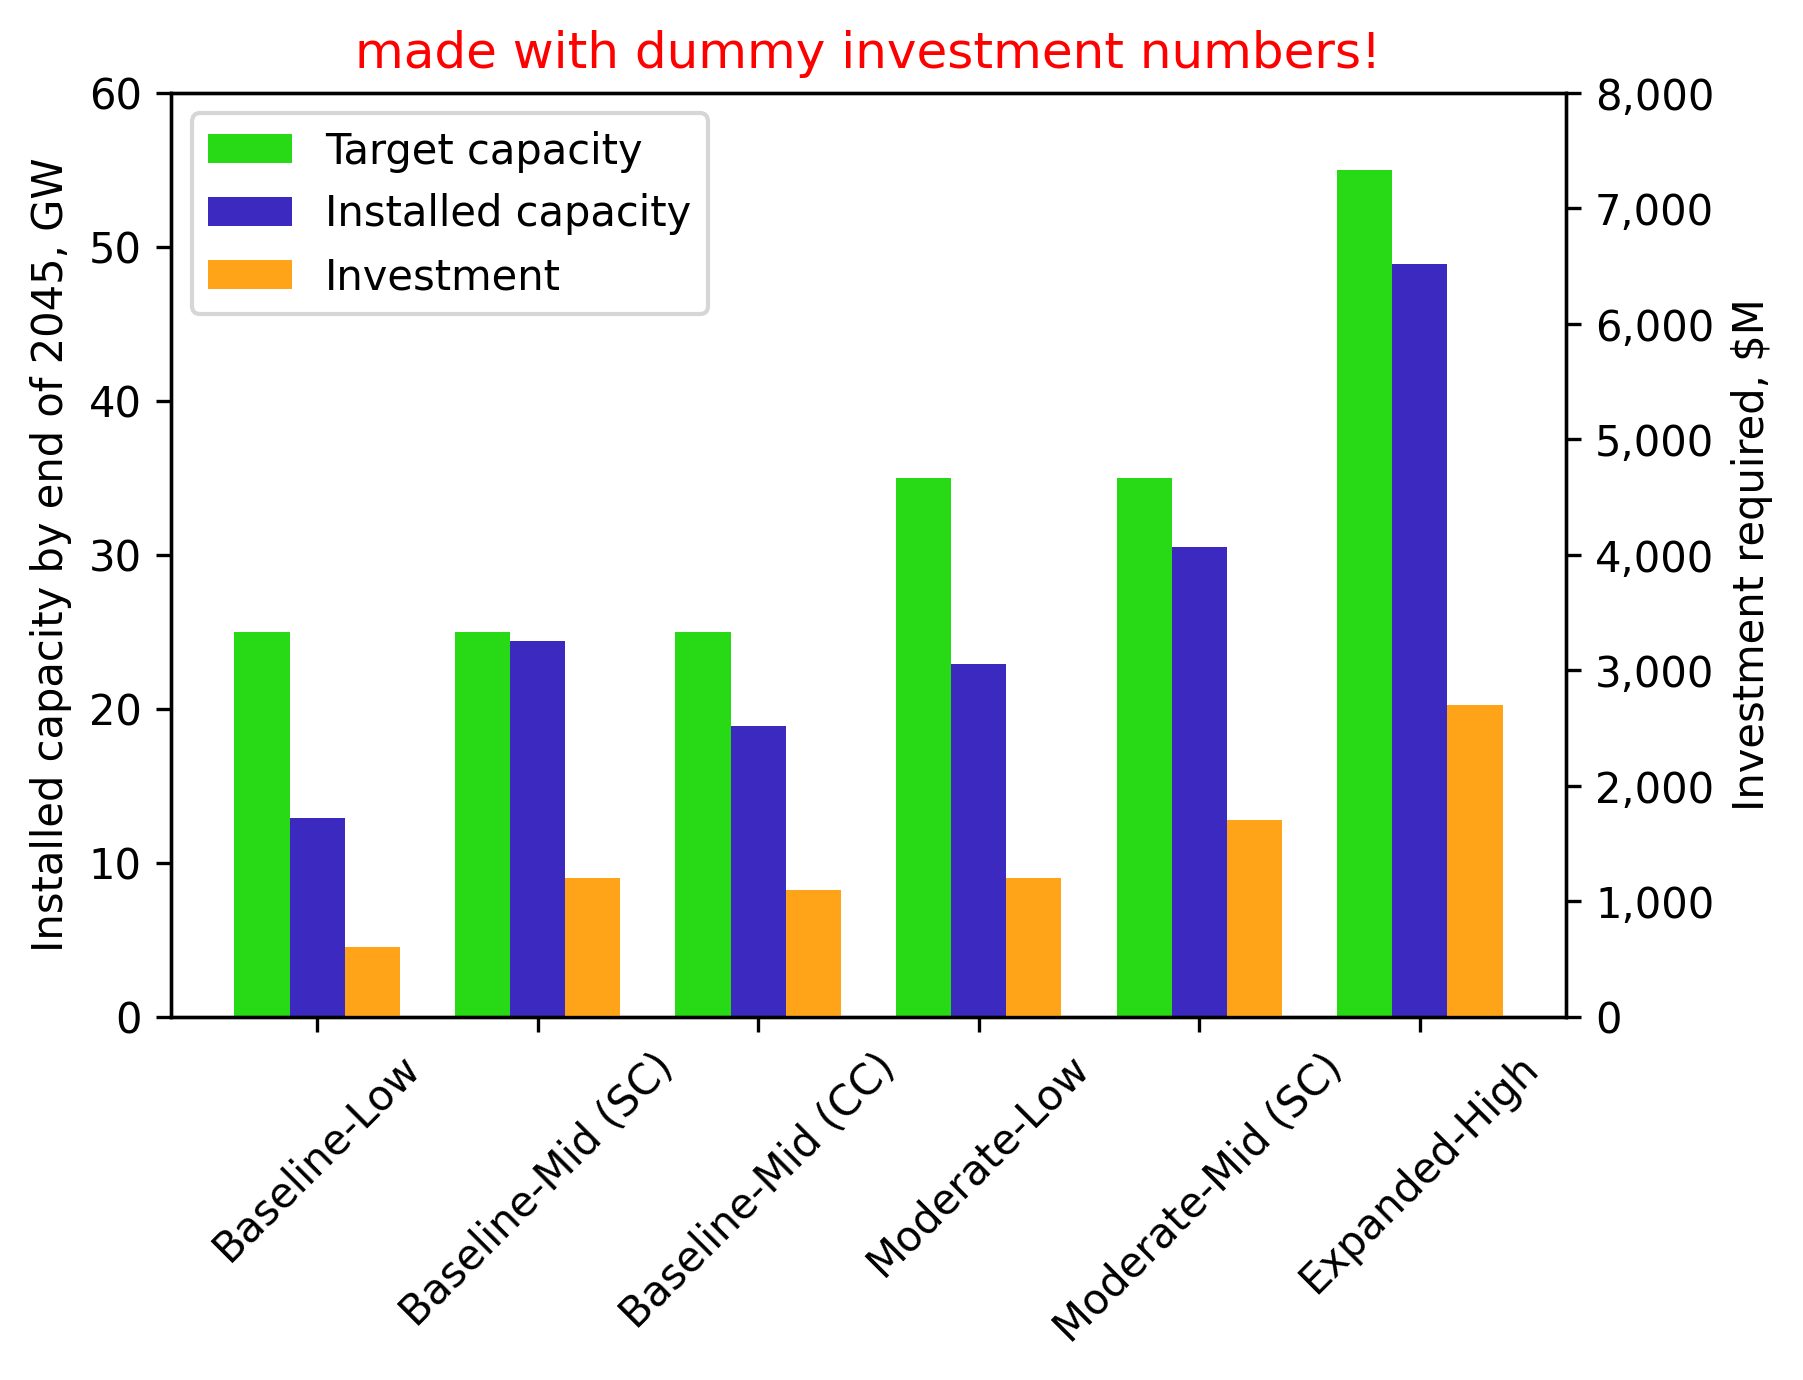 made with dummy investment numbers!
60
50
40
30
20
10
0
Installed capacity by end of 2045, GW
Target capacity
Installed capacity
Investment
8,000
7,000
6,000
5,000
4,000
3,000
2,000
1,000
0
Investment required, $M
Baseline-Low
Baseline-Mid (SC)
Baseline-Mid (CC)
Moderate-Low
Moderate-Mid (SC)
Expanded-High